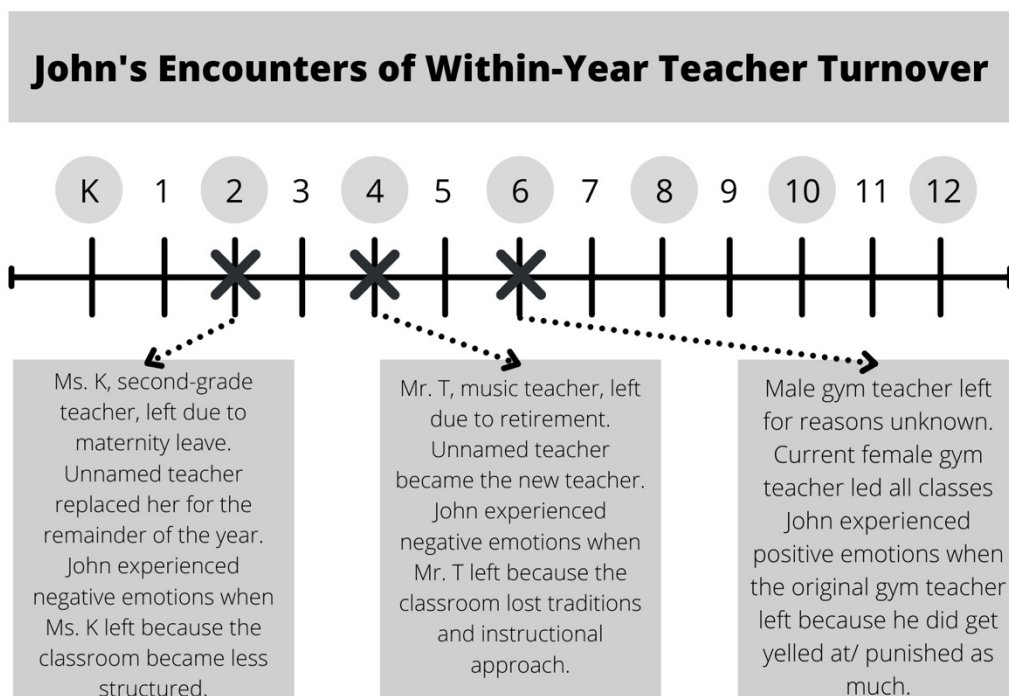 John's Encounters of Within-Year Teacher Turnover
K 1 2 3 4 5 6 7 8 9 10 11 12
Ms. K, second-grade
teacher, left due to
maternity leave.
Unnamed teacher
replaced her for the
remainder of the year.
John experienced
negative emotions when
Ms. K left because the
classroom became less
structured.
Mr. T, music teacher, left
due to retirement.
Unnamed teacher
became the new teacher.
John experienced
negative emotions when
Mr. T left because the
classroom lost traditions
and instructional
approach.
Male gym teacher left
for reasons unknown.
Current female gym
teacher led all classes
John experienced
positive emotions when
the original gym teacher
left because he did get
yelled at/ punished as
much.